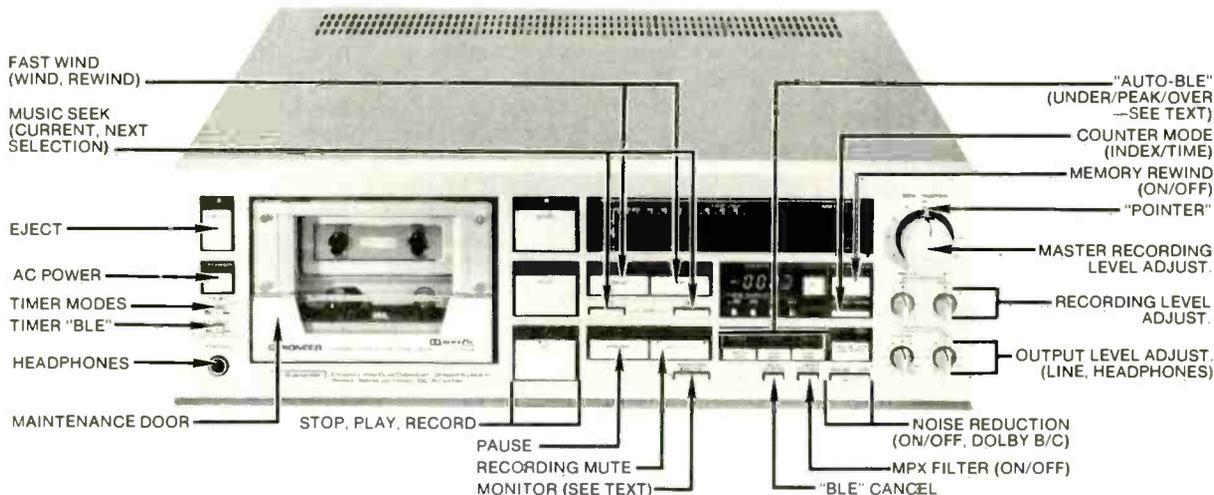 FAST WIND
(WIND, REWIND)
MUSIC SEEK
(CURRENT, NEXT
SELECTION)
EJECT
AC POWER
TIMER MODES
TIMER "BLE"
HEADPHONES
MAINTENANCE DOOR
STOP, PLAY, RECORD
PAUSE
RECORDING MUTE
MONITOR (SEE TEXT)
"AUTO-BLE"
(UNDER/PEAK/OVER
—SEE TEXT)
COUNTER MODE
(INDEX/TIME)
MEMORY REWIND
(ON/OFF)
"POINTER"
MASTER RECORDING
LEVEL ADJUST.
RECORDING LEVEL
ADJUST.
OUTPUT LEVEL ADJUST.
(LINE, HEADPHONES)
NOISE REDUCTION
(ON/OFF, DOLBY B/C)
MPX FILTER (ON/OFF)
"BLE" CANCEL
PIONEER